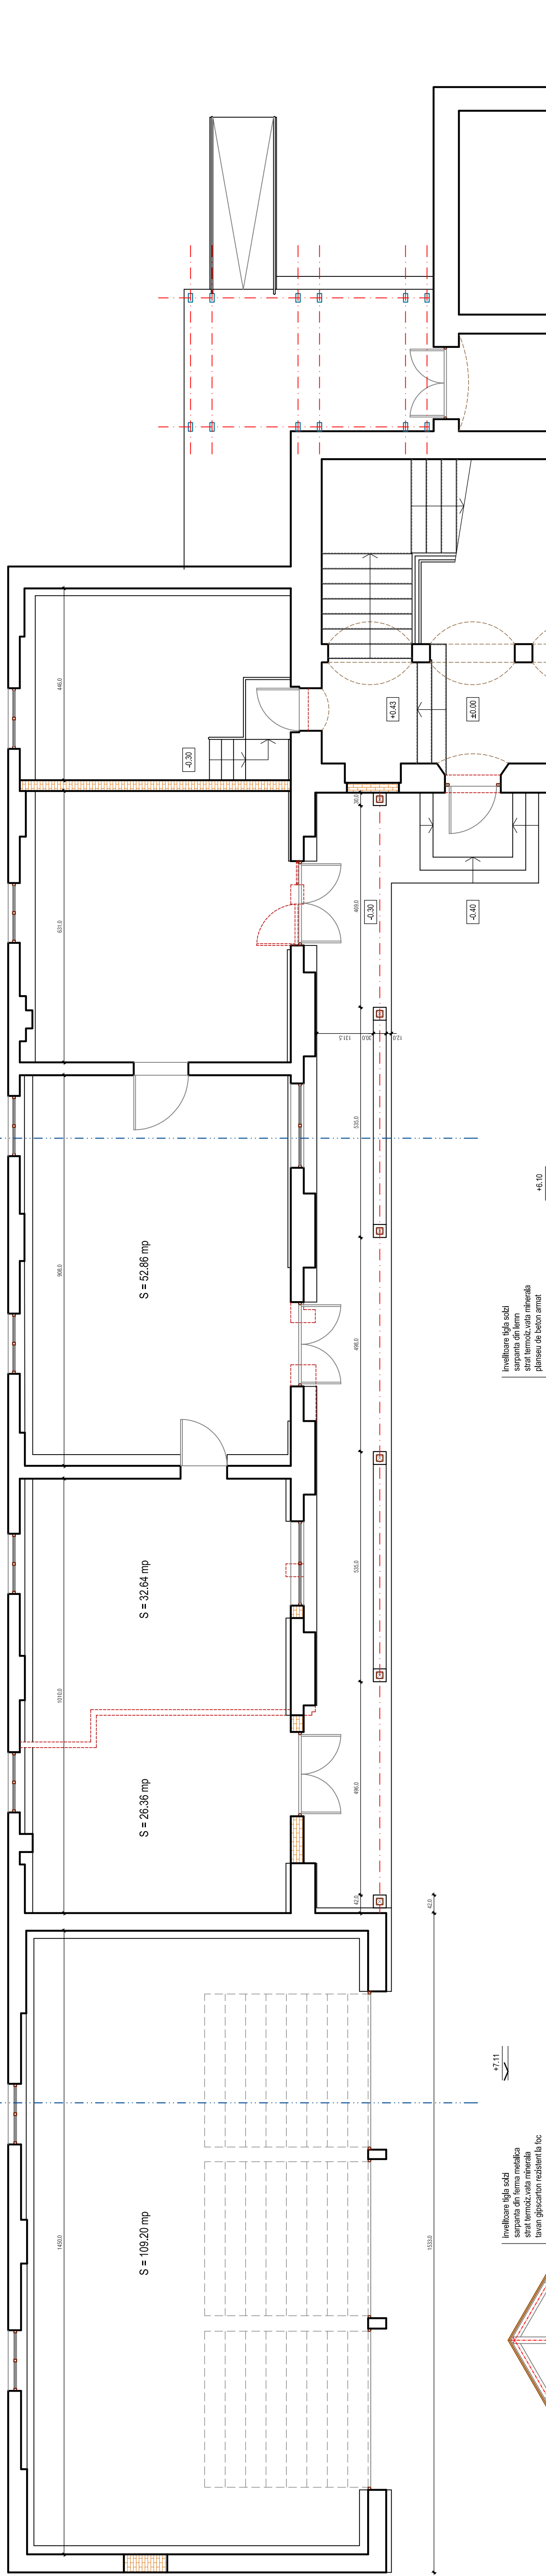 446,0
-0.30
+0.43
±0.00
30,0
631,0
469,0
-0.30
-0.40
131,5
30,0
12,0
535,0
+6.10
S = 52.86 mp
908,0
498,0
Invelitoare tigla solzi
sarpanta din lemn
strat termoiz.vata minerala
planseu de beton armat
S = 32.64 mp
535,0
1010,0
S = 26.36 mp
496,0
42,0
42,0
+7.11
Invelitoare tigla solzi
sarpanta din ferma metalica
strat termoiz.vata minerala
tavan gipscarton rezistent la foc
S = 109.20 mp
1450,0
1533,0